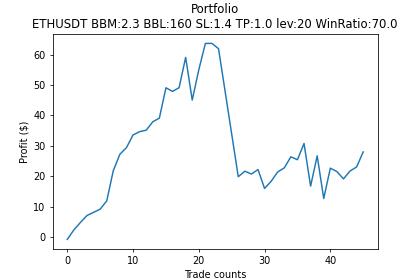 Portfolio
ETHUSDT BBM:2.3 BBL:160 SL:1.4 TP:1.0 lev:20 WinRatio:70.0
60
50
40
30
20
10
0
Profit ($)
0 10 20 30 40
Trade counts